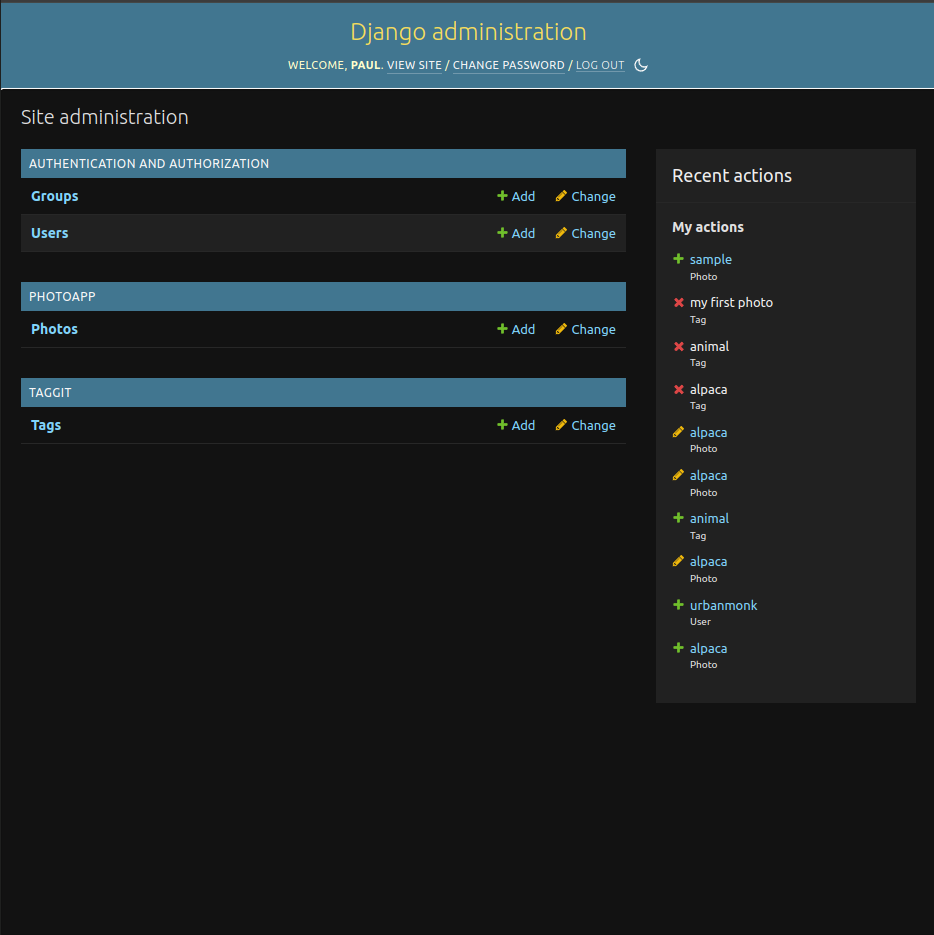 Django administration
WELCOME, PAUL. VIEW SITE / CHANGE PASSWORD / LOG OUT
Site administration
AUTHENTICATION AND AUTHORIZATION
Groups Add Change
Users Add Change
PHOTOAPP
Photos Add Change
TAGGIT
Tags Add Change
Recent actions
My actions
sample
Photo
my first photo
Tag
animal
Tag
alpaca
Tag
alpaca
Photo
alpaca
Photo
animal
Tag
alpaca
Photo
urbanmonk
User
alpaca
Photo